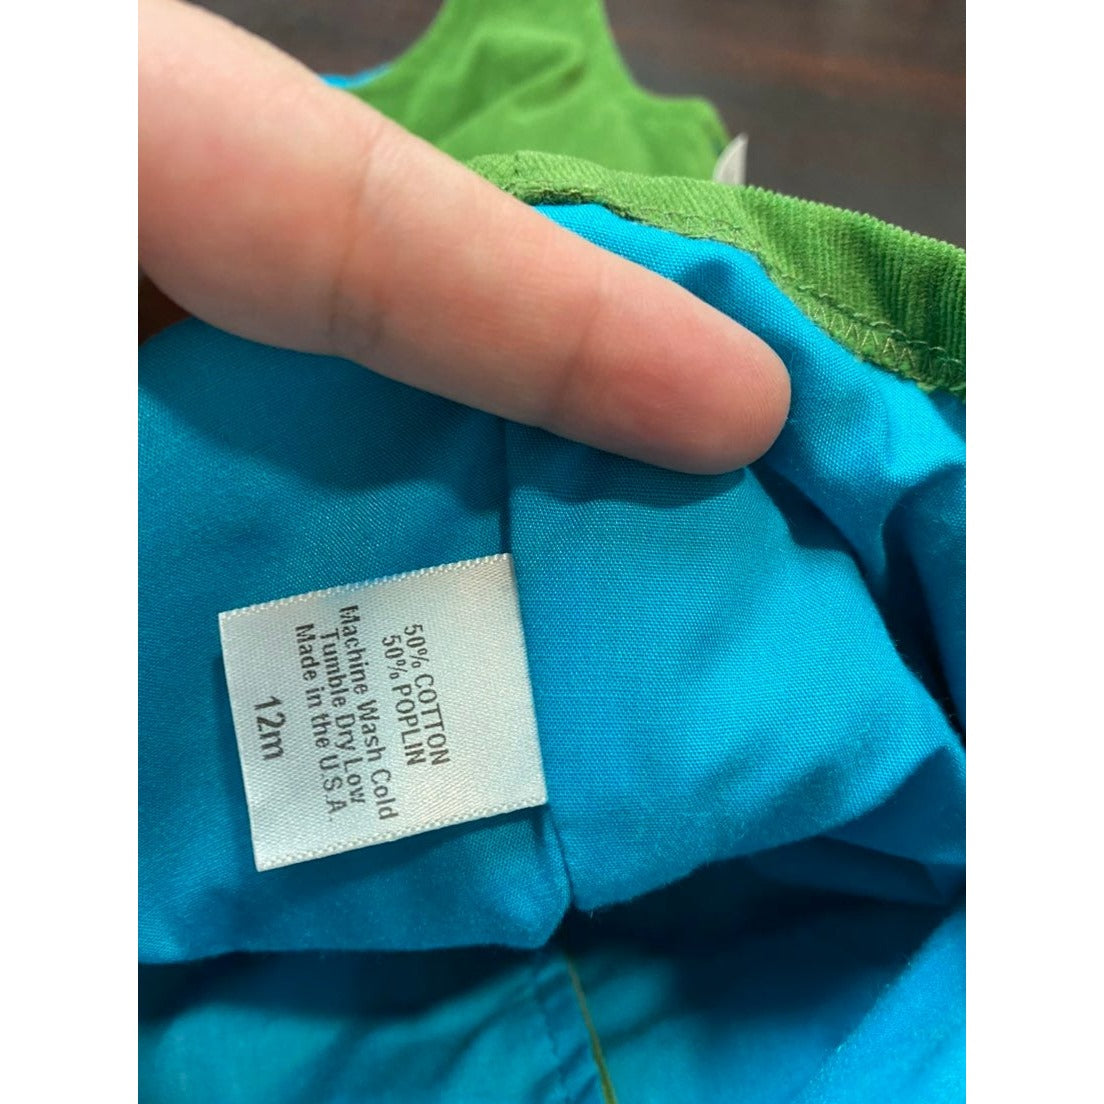 50% COTTON
50% POPLIN
Machine Wash Cold
Tumble Dry Low
Made in the U.S.A.
12m